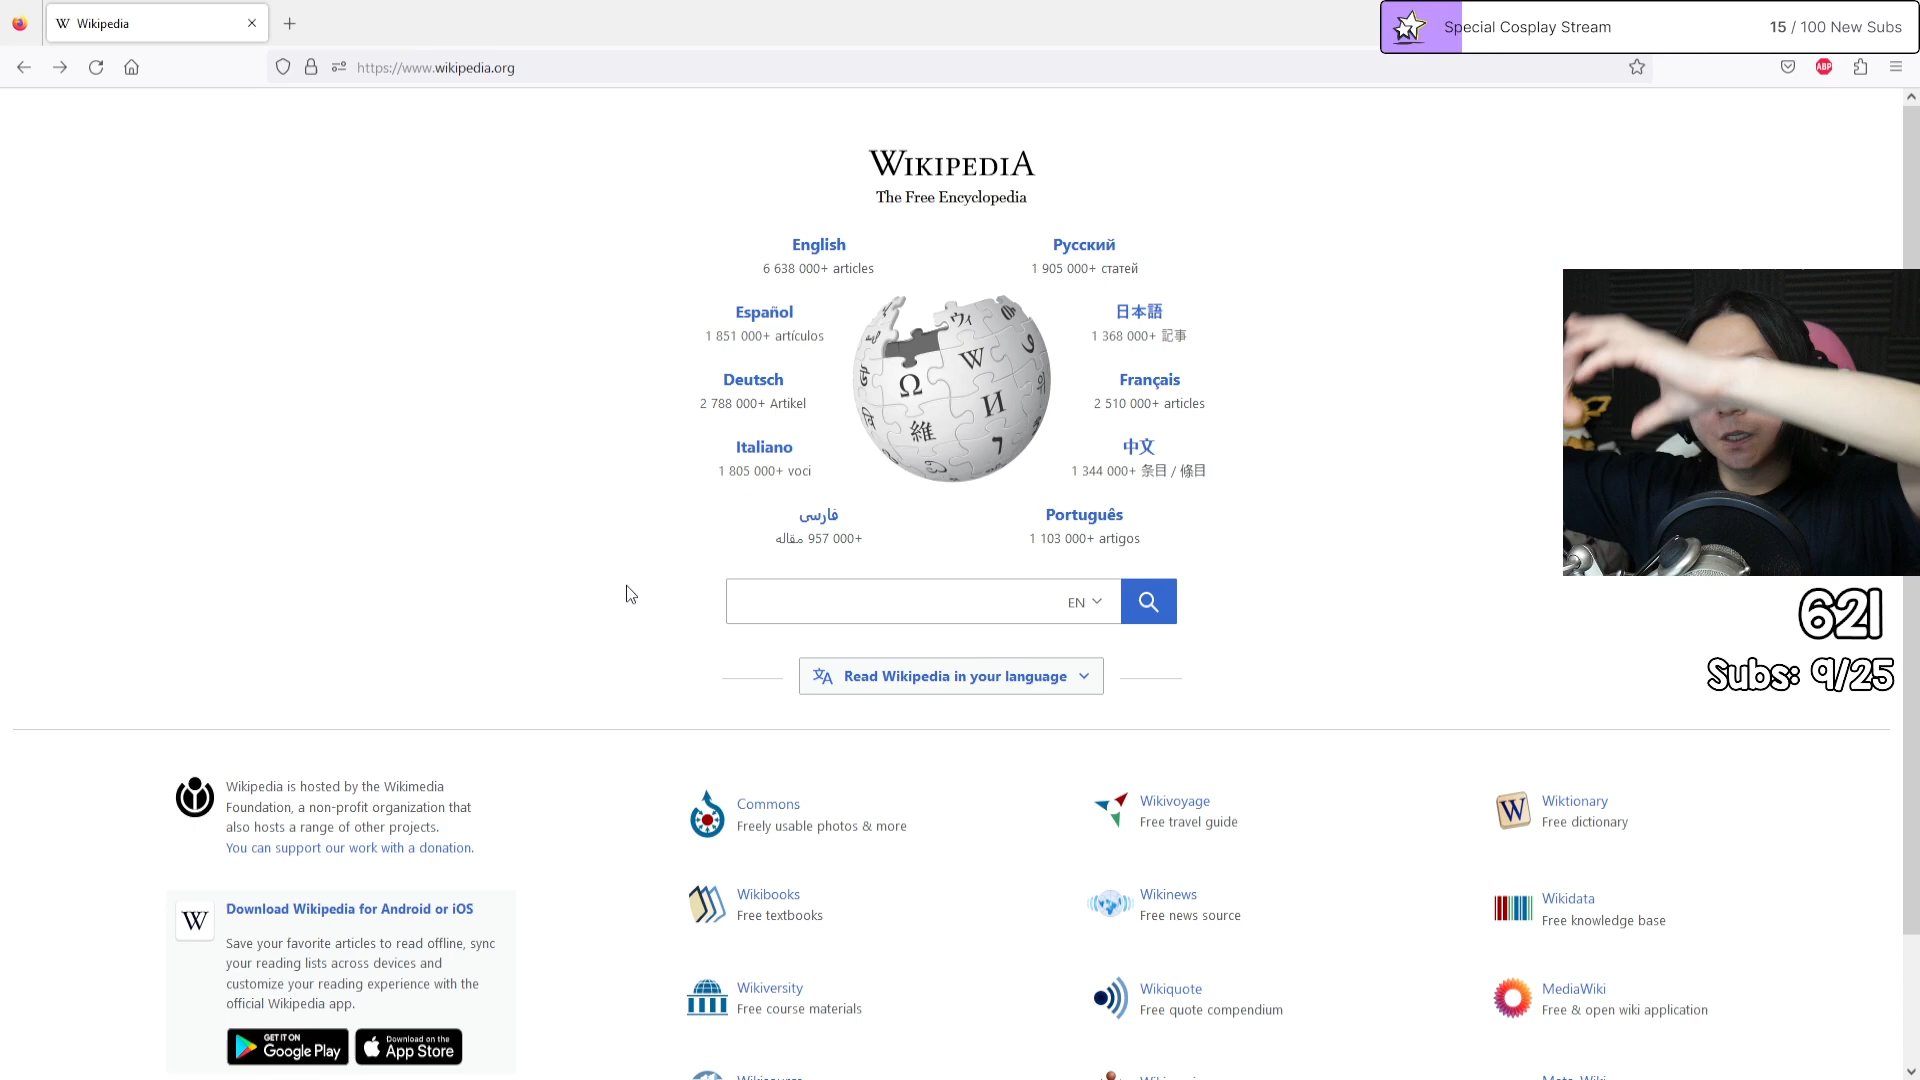 Wikipedia
Special Cosplay Stream
15 / 100 New Subs
https://www.wikipedia.org
ABP
WIKIPEDIA
The Free Encyclopedia
English
6 638 000+ articles
Русский
1 905 000+ статей
Español
1 851 000+ artículos
日本語
1 368 000+ 記事
Deutsch
2 788 000+ Artikel
Français
2 510 000+ articles
Italiano
1 805 000+ voci
中文
1 344 000+ 条目 / 條目
فارسی
957 000+ مقاله
Português
1 103 000+ artigos
Ω
W
И
維
ウィ
EN
Read Wikipedia in your language
621
Subs: 9/25
Wikipedia is hosted by the Wikimedia
Foundation, a non-profit organization that
also hosts a range of other projects.
You can support our work with a donation.
Download Wikipedia for Android or iOS
Save your favorite articles to read offline, sync
your reading lists across devices and
customize your reading experience with the
official Wikipedia app.
GET IT ON
Google Play
Download on the
App Store
Commons
Freely usable photos & more
Wikivoyage
Free travel guide
Wiktionary
Free dictionary
Wikibooks
Free textbooks
Wikinews
Free news source
Wikidata
Free knowledge base
Wikiversity
Free course materials
Wikiquote
Free quote compendium
MediaWiki
Free & open wiki application